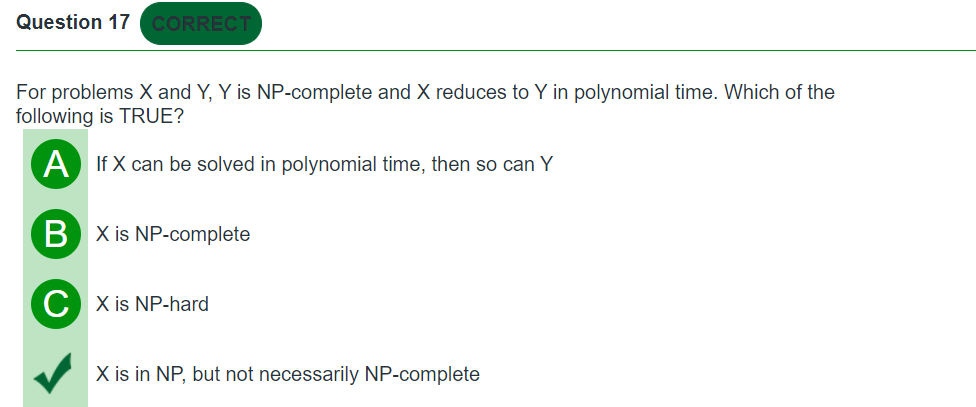 Question 17 CORRECT
For problems X and Y, Y is NP-complete and X reduces to Y in polynomial time. Which of the
following is TRUE?
A If X can be solved in polynomial time, then so can Y
B X is NP-complete
C X is NP-hard
X is in NP, but not necessarily NP-complete